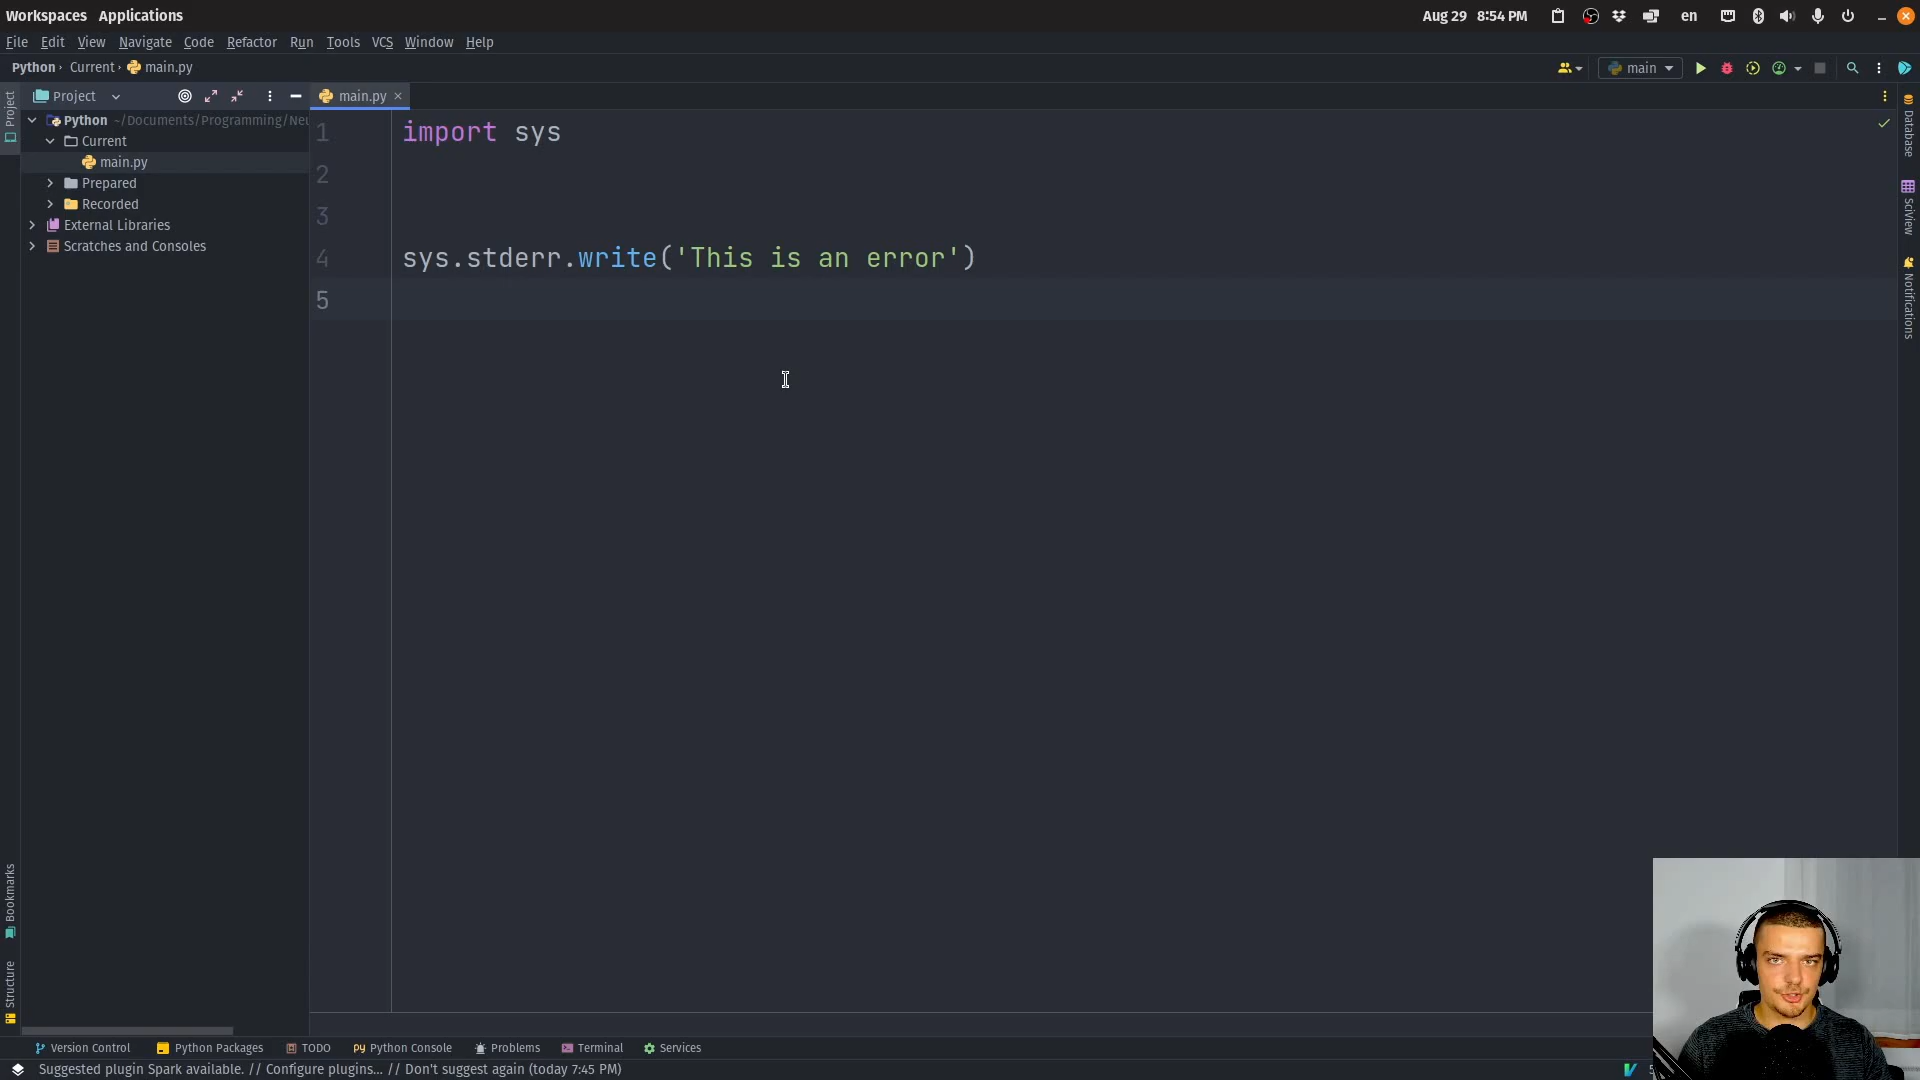 Workspaces Applications
Aug 29 8:54 PM
en
File Edit View Navigate Code Refactor Run Tools VCS Window Help
Python › Current › main.py
main
Project
main.py
Project
Python ~/Documents/Programming/Neu
Current
main.py
Prepared
Recorded
External Libraries
Scratches and Consoles
1 import sys
2
3
4 sys.stderr.write('This is an error')
5
Database
SciView
Notifications
Bookmarks
Structure
Version Control Python Packages TODO Python Console Problems Terminal Services
Suggested plugin Spark available. // Configure plugins... // Don't suggest again (today 7:45 PM)